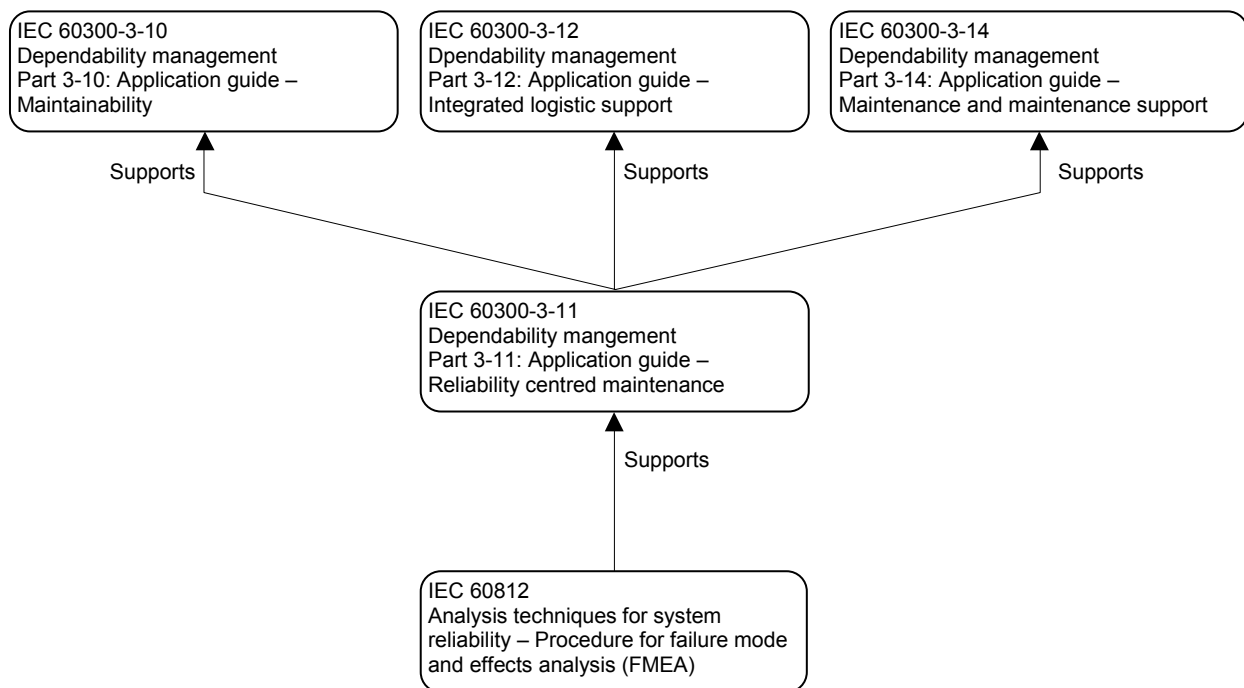 IEC 60300-3-10
Dependability management
Part 3-10: Application guide –
Maintainability
IEC 60300-3-12
Dpendability management
Part 3-12: Application guide –
Integrated logistic support
IEC 60300-3-14
Dependability management
Part 3-14: Application guide –
Maintenance and maintenance support
Supports
Supports
Supports
IEC 60300-3-11
Dependability mangement
Part 3-11: Application guide –
Reliability centred maintenance
Supports
IEC 60812
Analysis techniques for system
reliability – Procedure for failure mode
and effects analysis (FMEA)